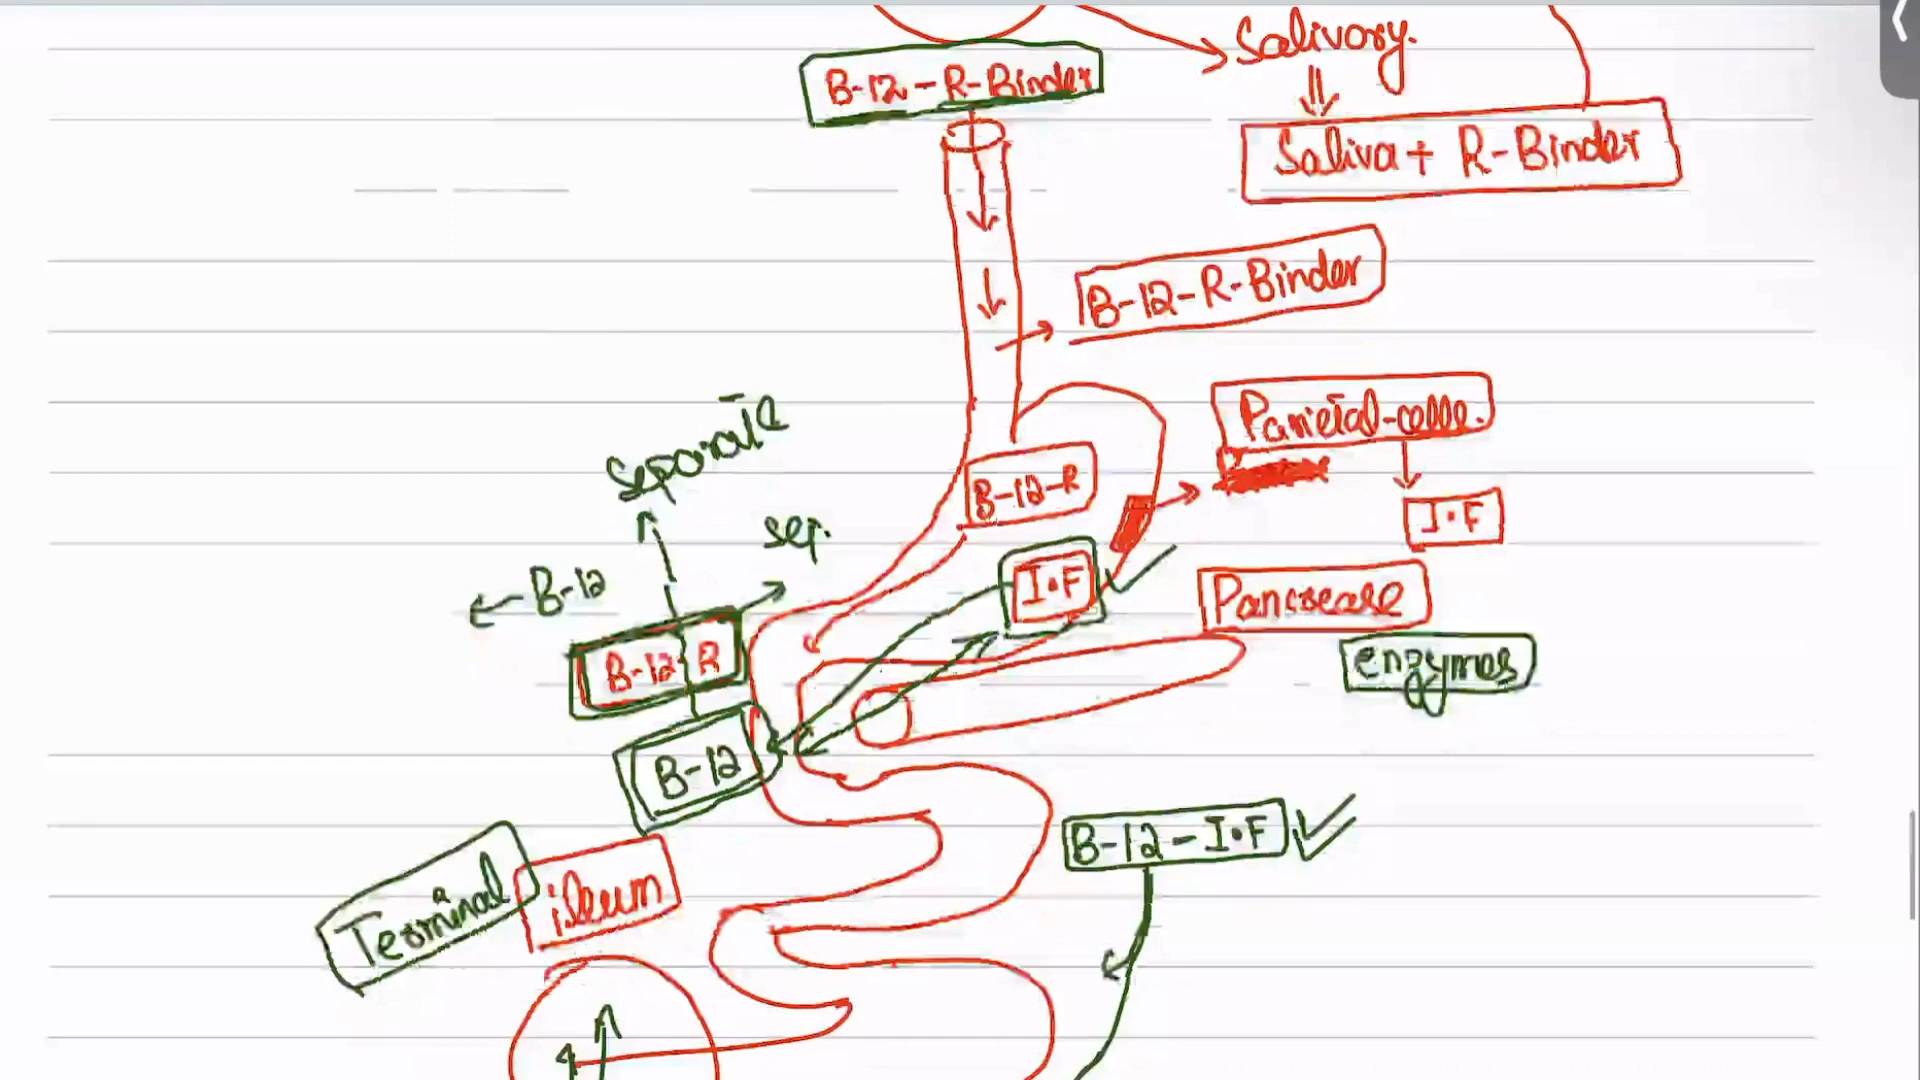 Salivary.
B-12-R-Binder
Saliva + R-Binder
B-12-R-Binder
Parietal-cells.
separate
B-12-R
I.F
sep.
B-12
I.F
Pancrease
B-12 R
enzymes
B-12
B-12-I.F
Terminal ileum